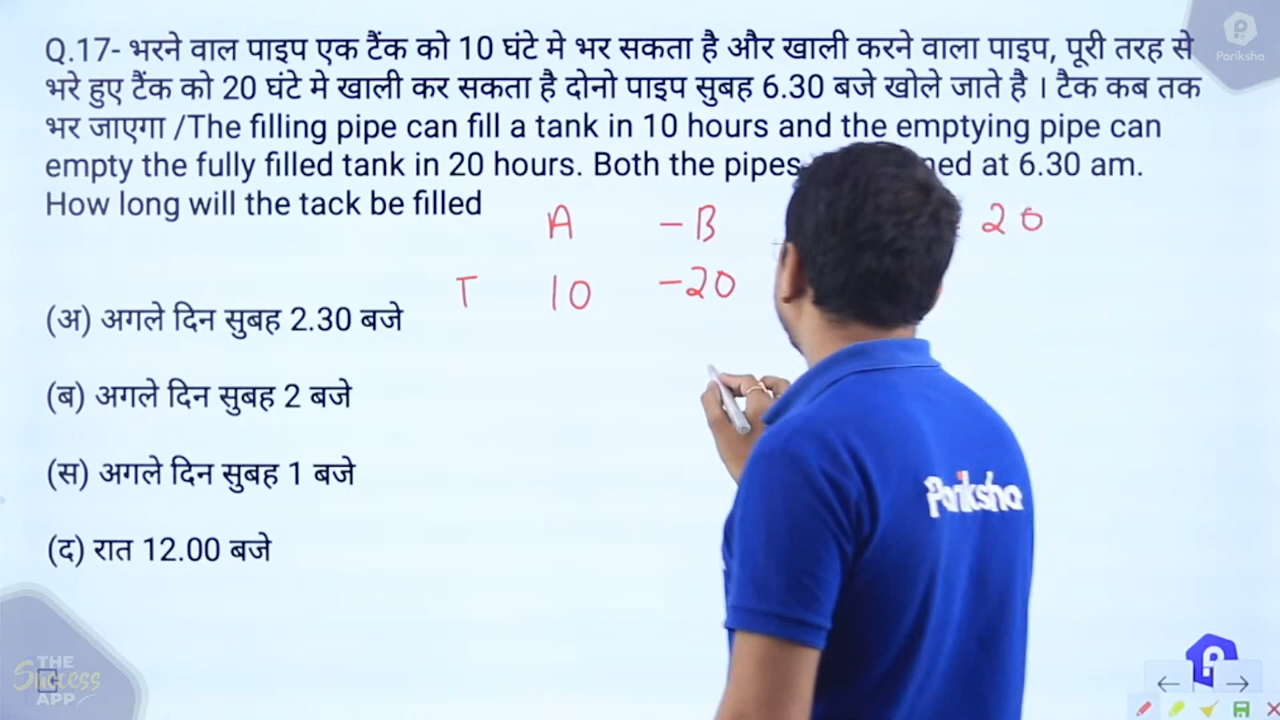 Q.17- भरने वाल पाइप एक टैंक को 10 घंटे मे भर सकता है और खाली करने वाला पाइप, पूरी तरह से
भरे हुए टैंक को 20 घंटे मे खाली कर सकता है दोनो पाइप सुबह 6.30 बजे खोले जाते है । टैक कब तक
भर जाएगा /The filling pipe can fill a tank in 10 hours and the emptying pipe can
empty the fully filled tank in 20 hours. Both the pipes at 6.30 am.
How long will the tack be filled
A -B 20
T 10 -20
(अ) अगले दिन सुबह 2.30 बजे
(ब) अगले दिन सुबह 2 बजे
(स) अगले दिन सुबह 1 बजे
(द) रात 12.00 बजे
Pariksha
Pariksha
THE
Success
APP